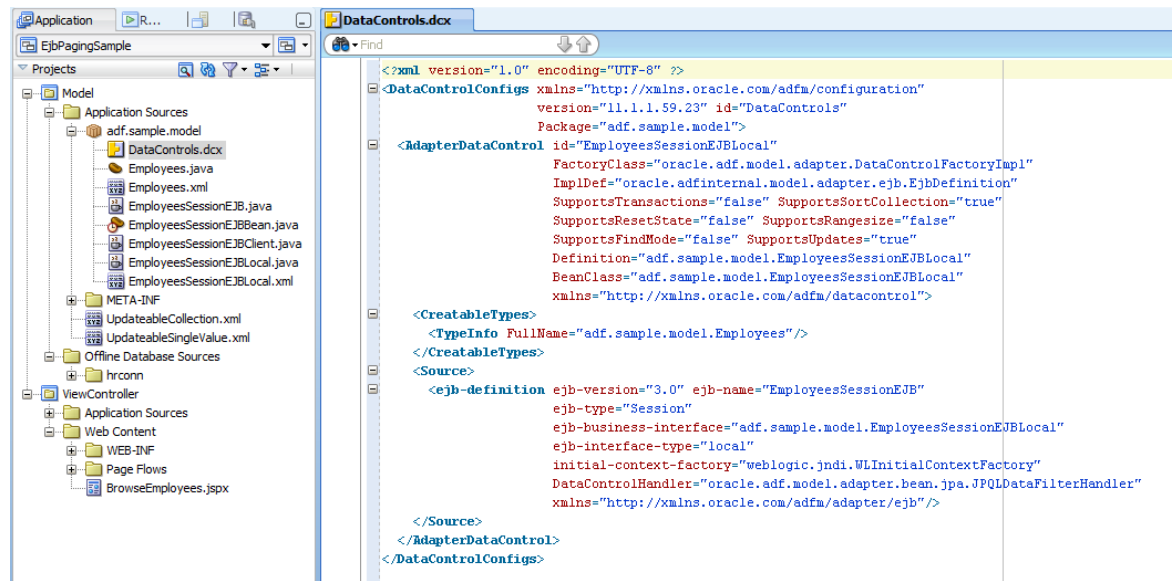 Application
R...
EjbPagingSample
Projects
Model
Application Sources
adf.sample.model
DataControls.dcx
Employees.java
Employees.xml
EmployeesSessionEJB.java
EmployeesSessionEJBBean.java
EmployeesSessionEJBClient.java
EmployeesSessionEJBLocal.java
EmployeesSessionEJBLocal.xml
META-INF
UpdateableCollection.xml
UpdateableSingleValue.xml
Offline Database Sources
hrconn
ViewController
Application Sources
Web Content
WEB-INF
Page Flows
BrowseEmployees.jspx
DataControls.dcx
Find
<?xml version="1.0" encoding="UTF-8" ?>
<DataControlConfigs xmlns="http://xmlns.oracle.com/adfm/configuration"
version="11.1.1.59.23" id="DataControls"
Package="adf.sample.model">
<AdapterDataControl id="EmployeesSessionEJBLocal"
FactoryClass="oracle.adf.model.adapter.DataControlFactoryImpl"
ImplDef="oracle.adfinternal.model.adapter.ejb.EjbDefinition"
SupportsTransactions="false" SupportsSortCollection="true"
SupportsResetState="false" SupportsRangesize="false"
SupportsFindMode="false" SupportsUpdates="true"
Definition="adf.sample.model.EmployeesSessionEJBLocal"
BeanClass="adf.sample.model.EmployeesSessionEJBLocal"
xmlns="http://xmlns.oracle.com/adfm/datacontrol">
<CreatableTypes>
<TypeInfo FullName="adf.sample.model.Employees"/>
</CreatableTypes>
<Source>
<ejb-definition ejb-version="3.0" ejb-name="EmployeesSessionEJB"
ejb-type="Session"
ejb-business-interface="adf.sample.model.EmployeesSessionEJBLocal"
ejb-interface-type="local"
initial-context-factory="weblogic.jndi.WLInitialContextFactory"
DataControlHandler="oracle.adf.model.adapter.bean.jpa.JPQLDataFilterHandler"
xmlns="http://xmlns.oracle.com/adfm/adapter/ejb"/>
</Source>
</AdapterDataControl>
</DataControlConfigs>